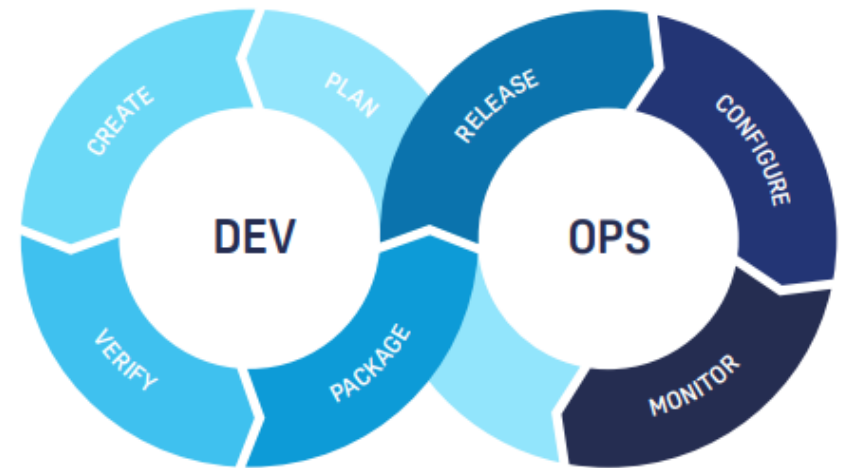 PLAN
CREATE
VERIFY
PACKAGE
RELEASE
CONFIGURE
MONITOR
DEV
OPS